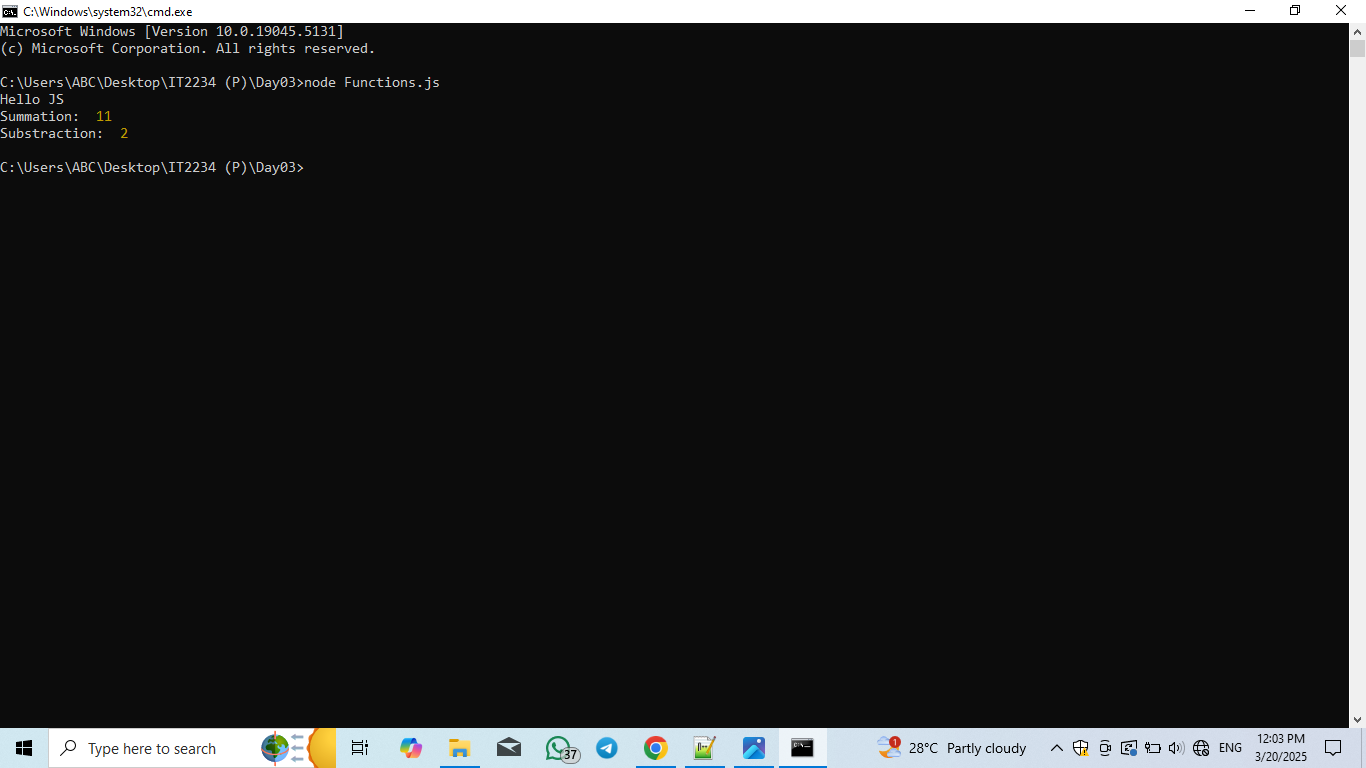 C:\Windows\system32\cmd.exe
Microsoft Windows [Version 10.0.19045.5131]
(c) Microsoft Corporation. All rights reserved.
C:\Users\ABC\Desktop\IT2234 (P)\Day03>node Functions.js
Hello JS
Summation:  11
Substraction:  2
C:\Users\ABC\Desktop\IT2234 (P)\Day03>
Type here to search
37
1
28°C Partly cloudy
ENG
12:03 PM
3/20/2025